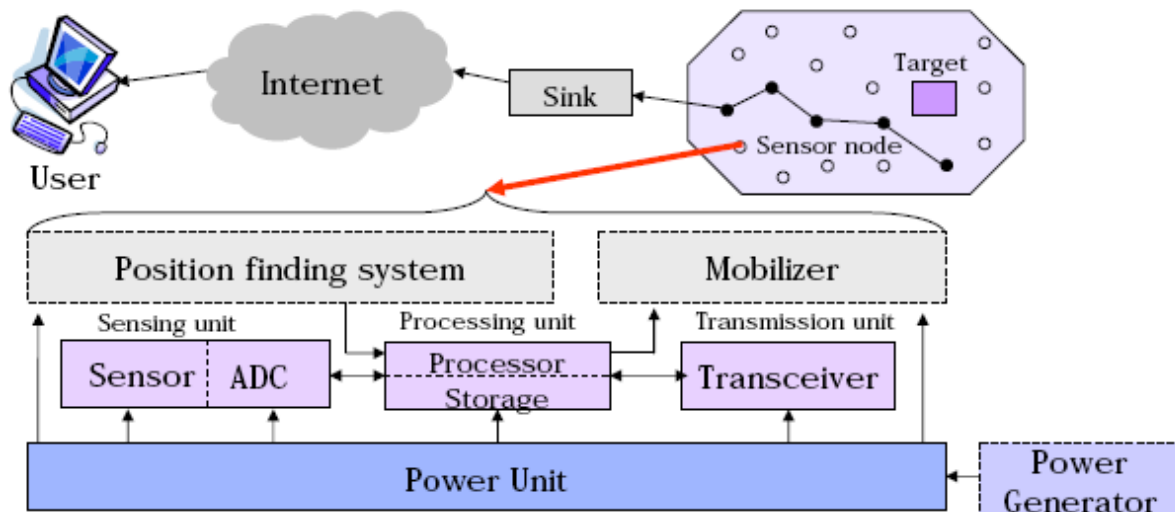 Internet
Sink
Target
Sensor node
User
Position finding system
Mobilizer
Sensing unit
Processing unit
Transmission unit
Sensor
ADC
Processor
Storage
Transceiver
Power Unit
Power
Generator